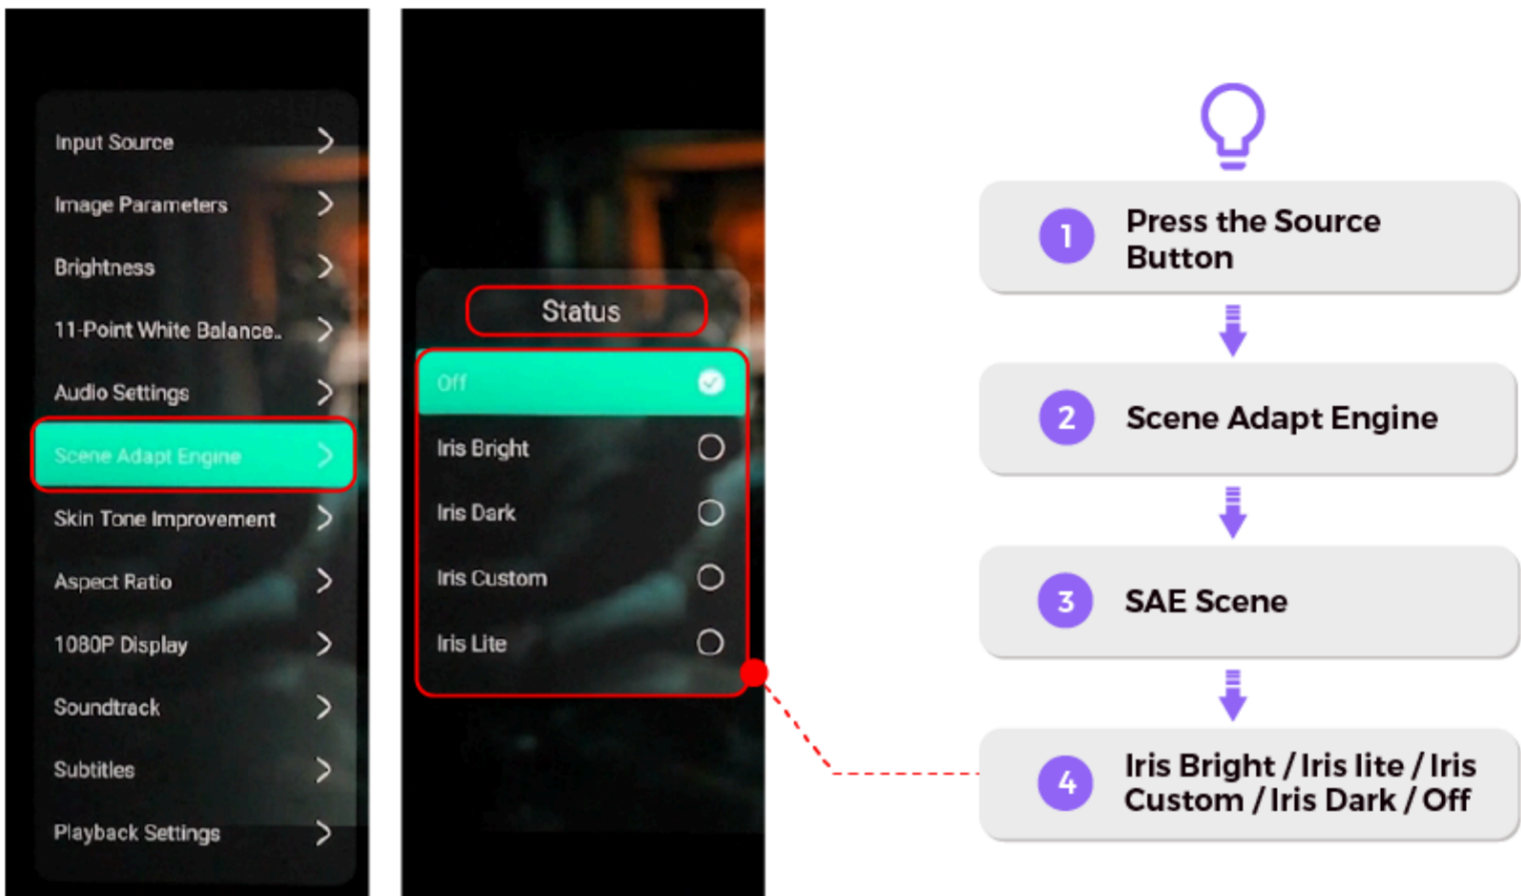 Input Source
Image Parameters
Brightness
11-Point White Balance..
Audio Settings
Scene Adapt Engine
Skin Tone Improvement
Aspect Ratio
1080P Display
Soundtrack
Subtitles
Playback Settings
Status
Off
Iris Bright
Iris Dark
Iris Custom
Iris Lite
1
Press the Source
Button
2
Scene Adapt Engine
3
SAE Scene
4
Iris Bright / Iris lite / Iris
Custom / Iris Dark / Off